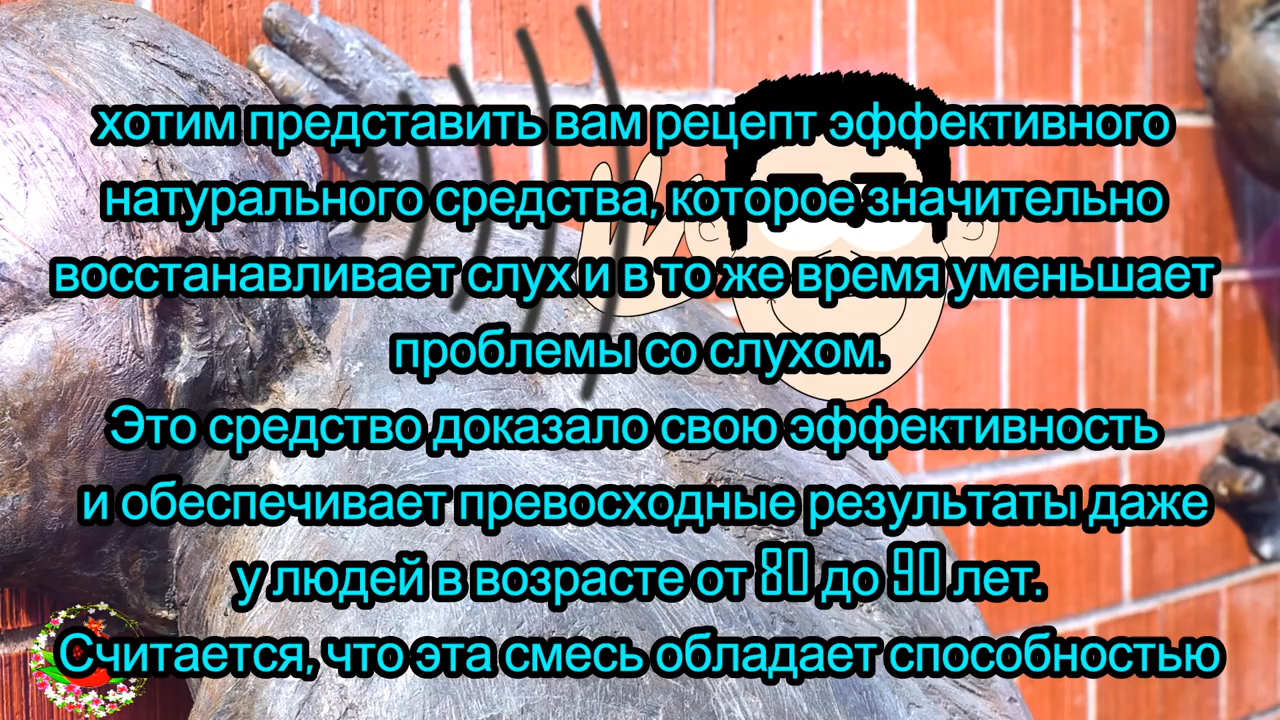 хотим представить вам рецепт эффективного
натурального средства, которое значительно
восстанавливает слух и в то же время уменьшает
проблемы со слухом.
Это средство доказало свою эффективность
и обеспечивает превосходные результаты даже
у людей в возрасте от 80 до 90 лет.
Считается, что эта смесь обладает способностью